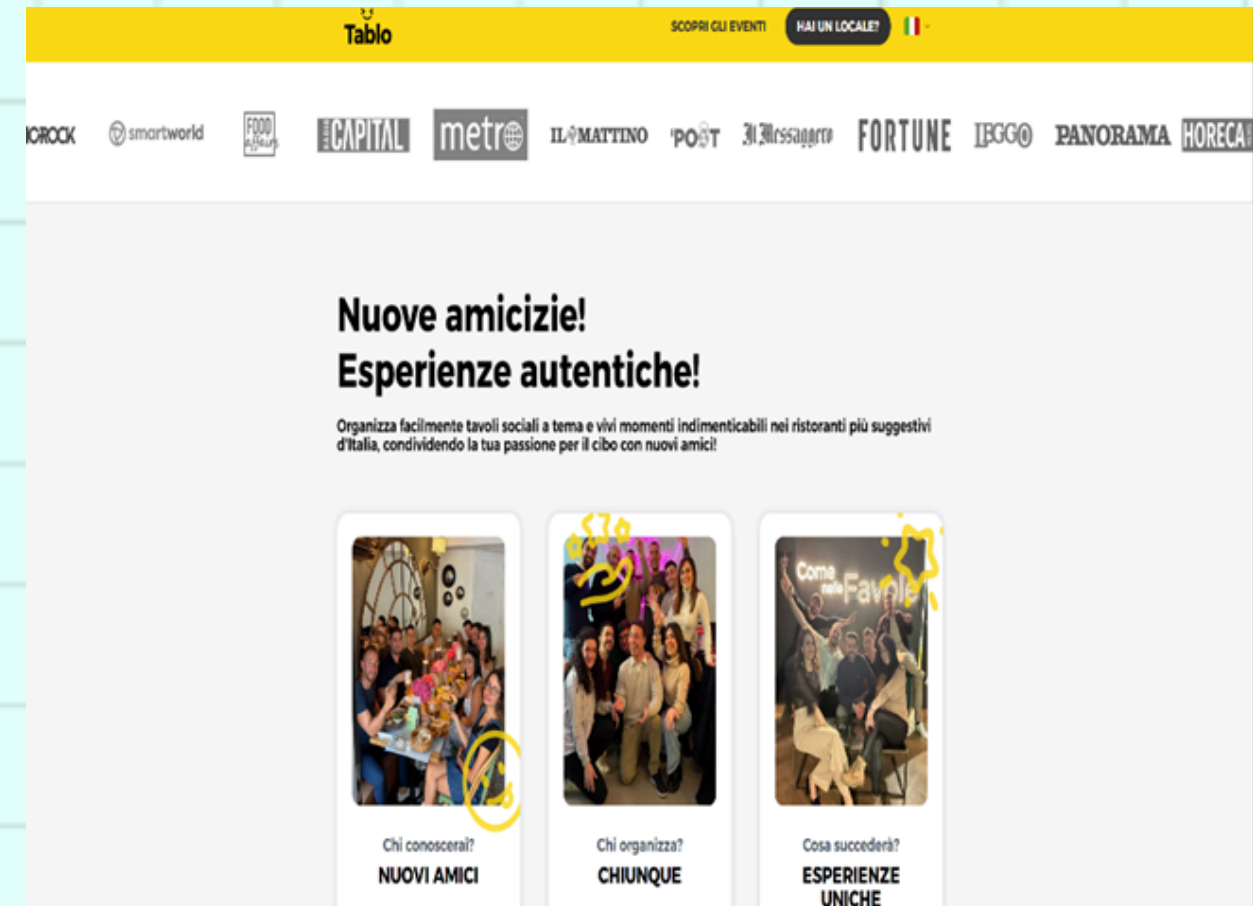 Tablo
SCOPRI GLI EVENTI
HAI UN LOCALE?
smartworld
FOOD
affairs
CAPITAL
metro
IL MATTINO
IL POST
Il Messaggero
FORTUNE
LEGGO
PANORAMA
HORECA
Nuove amicizie!
Esperienze autentiche!
Organizza facilmente tavoli sociali a tema e vivi momenti indimenticabili nei ristoranti più suggestivi
d'Italia, condividendo la tua passione per il cibo con nuovi amici!
Come
nelle Favole
Chi conoscerai?
NUOVI AMICI
Chi organizza?
CHIUNQUE
Cosa succederà?
ESPERIENZE
UNICHE